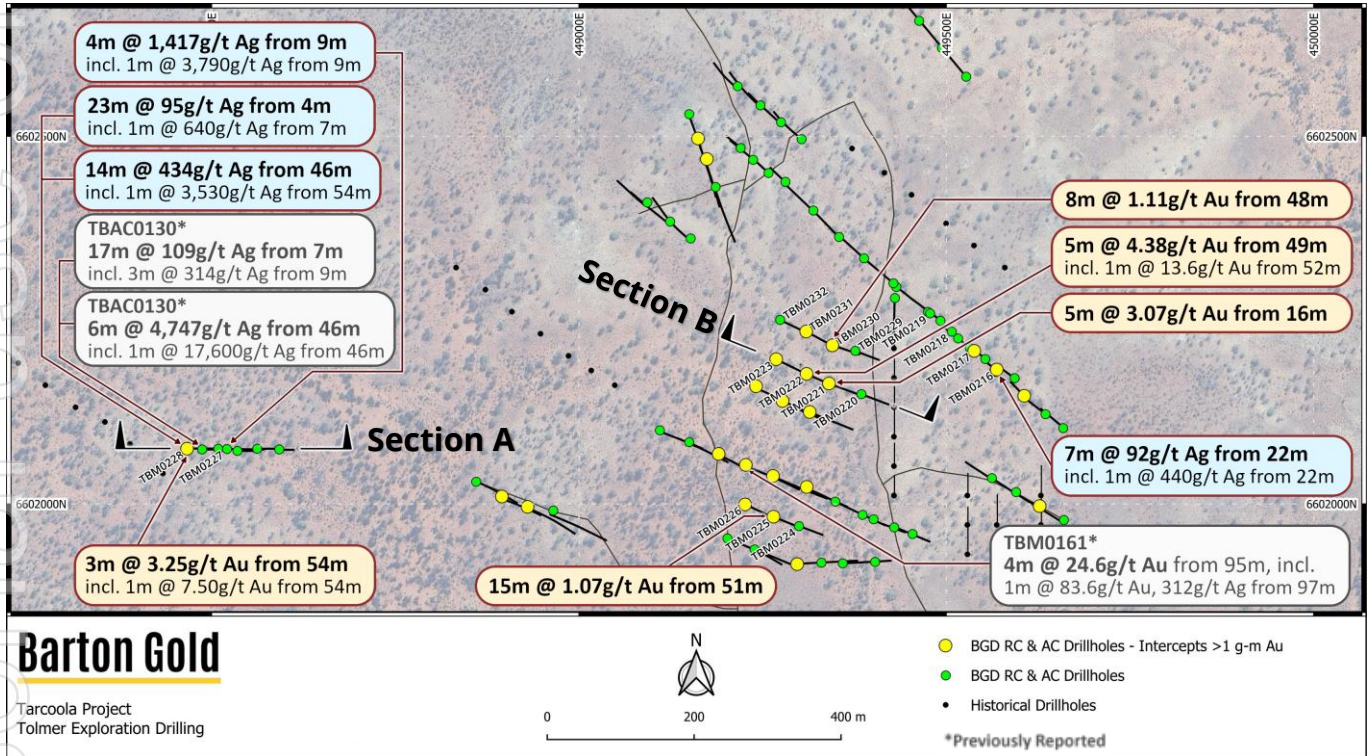 449000E
449500E
450000E
4m @ 1,417g/t Ag from 9m
incl. 1m @ 3,790g/t Ag from 9m
23m @ 95g/t Ag from 4m
incl. 1m @ 640g/t Ag from 7m
6602500N
6602500N
14m @ 434g/t Ag from 46m
incl. 1m @ 3,530g/t Ag from 54m
TBAC0130*
17m @ 109g/t Ag from 7m
incl. 3m @ 314g/t Ag from 9m
TBAC0130*
6m @ 4,747g/t Ag from 46m
incl. 1m @ 17,600g/t Ag from 46m
8m @ 1.11g/t Au from 48m
5m @ 4.38g/t Au from 49m
incl. 1m @ 13.6g/t Au from 52m
5m @ 3.07g/t Au from 16m
Section B
TBM0232
TBM0231
TBM0230
TBM0229
TBM0219
TBM0218
TBM0217
TBM0216
TBM0223
TBM0222
TBM0221
TBM0220
Section A
TBM0228
TBM0227
7m @ 92g/t Ag from 22m
incl. 1m @ 440g/t Ag from 22m
6602000N
6602000N
TBM0226
TBM0225
TBM0224
TBM0161*
4m @ 24.6g/t Au from 95m, incl.
1m @ 83.6g/t Au, 312g/t Ag from 97m
3m @ 3.25g/t Au from 54m
incl. 1m @ 7.50g/t Au from 54m
15m @ 1.07g/t Au from 51m
Barton Gold
Tarcoola Project
Tolmer Exploration Drilling
N
0 200 400 m
BGD RC & AC Drillholes - Intercepts >1 g-m Au
BGD RC & AC Drillholes
Historical Drillholes
*Previously Reported